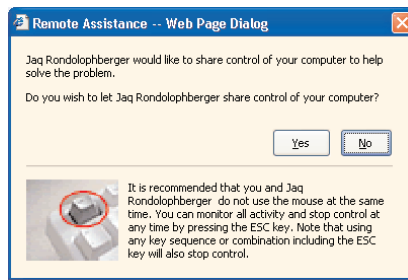 Remote Assistance -- Web Page Dialog
Jaq Rondolophberger would like to share control of your computer to help
solve the problem.
Do you wish to let Jaq Rondolophberger share control of your computer?
Yes No
It is recommended that you and Jaq
Rondolophberger do not use the mouse at the same
time. You can monitor all activity and stop control at
any time by pressing the ESC key. Note that using
any key sequence or combination including the ESC
key will also stop control.